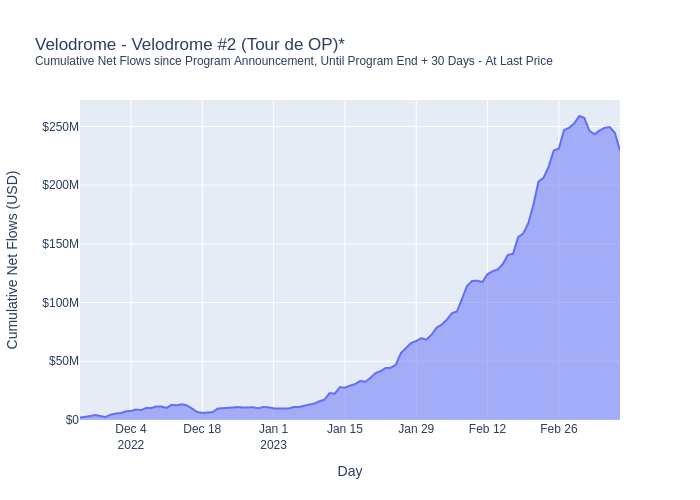 Velodrome - Velodrome #2 (Tour de OP)*
Cumulative Net Flows since Program Announcement, Until Program End + 30 Days - At Last Price
Cumulative Net Flows (USD)
$250M
$200M
$150M
$100M
$50M
$0
Dec 4 Dec 18 Jan 1 Jan 15 Jan 29 Feb 12 Feb 26
2022 2023
Day